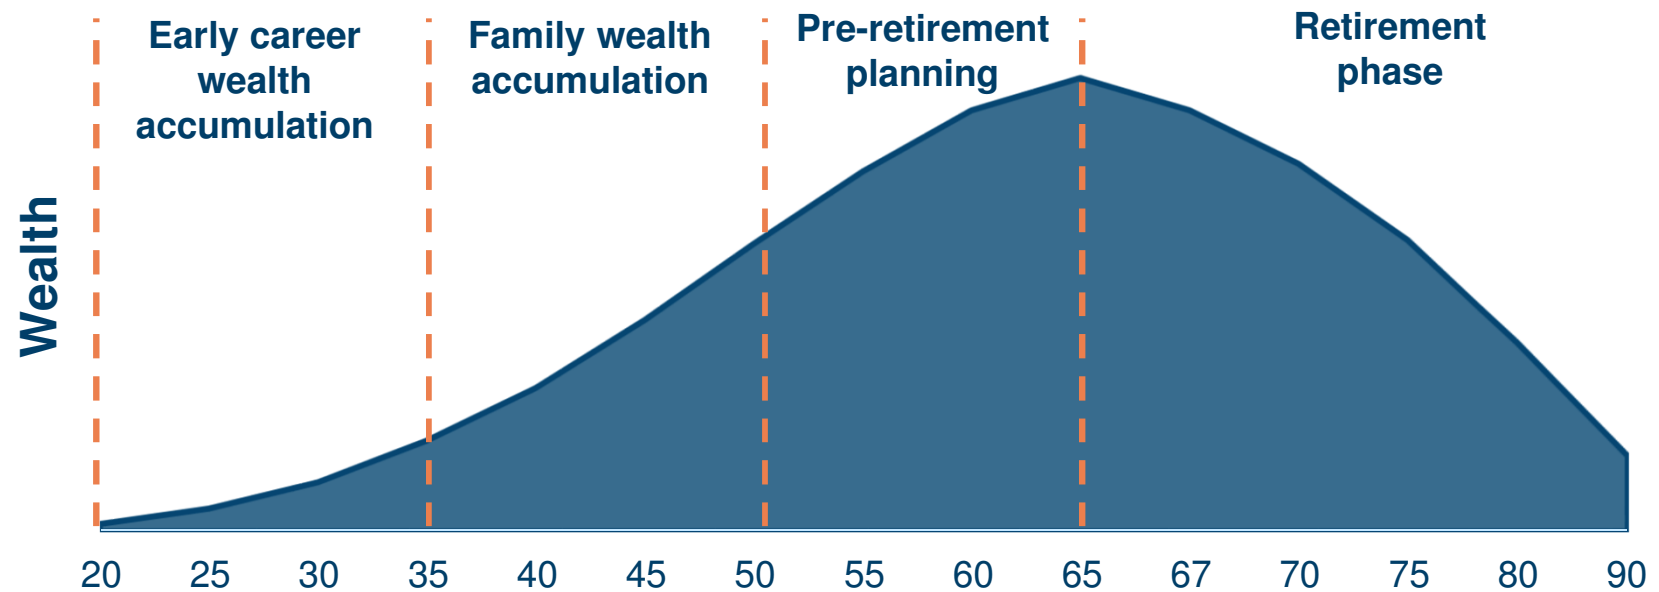 Early career
wealth
accumulation
Family wealth
accumulation
Pre-retirement
planning
Retirement
phase
Wealth
20 25 30 35 40 45 50 55 60 65 67 70 75 80 90